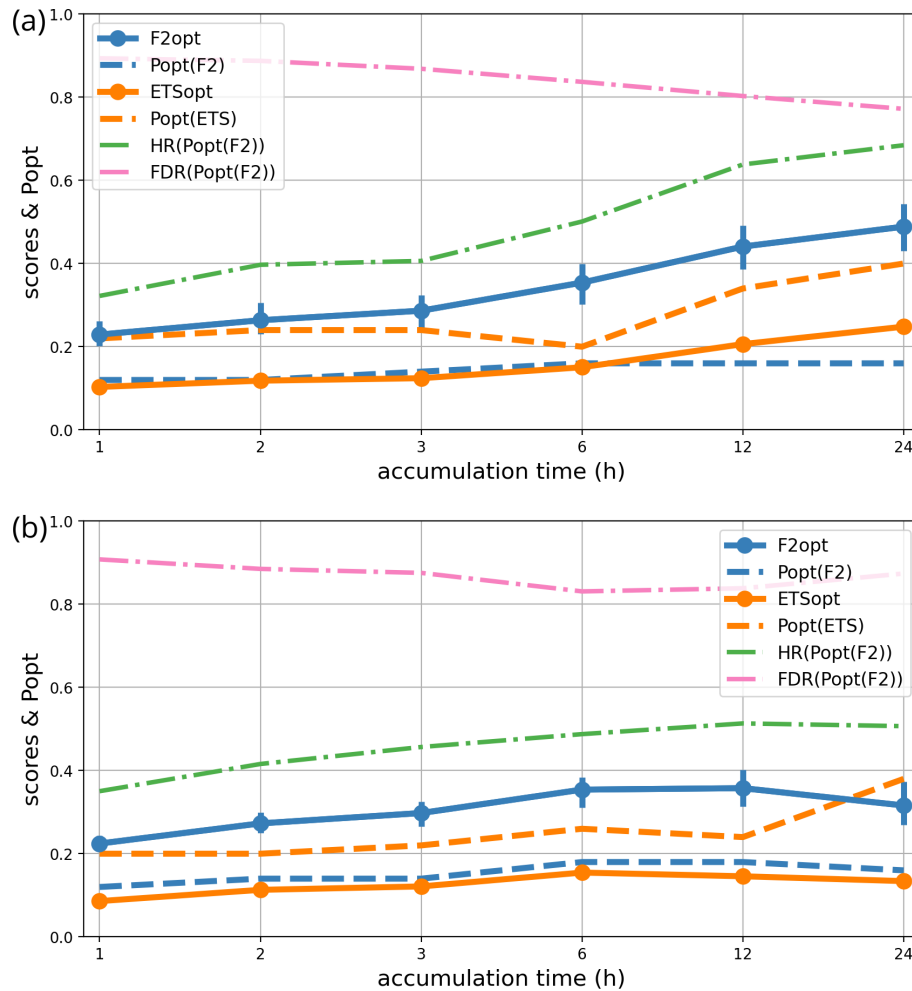 (a)
1.0
0.8
0.6
0.4
0.2
0.0
scores & Popt
F2opt
Popt(F2)
ETSopt
Popt(ETS)
HR(Popt(F2))
FDR(Popt(F2))
1 2 3 6 12 24
accumulation time (h)
(b)
1.0
0.8
0.6
0.4
0.2
0.0
scores & Popt
F2opt
Popt(F2)
ETSopt
Popt(ETS)
HR(Popt(F2))
FDR(Popt(F2))
1 2 3 6 12 24
accumulation time (h)